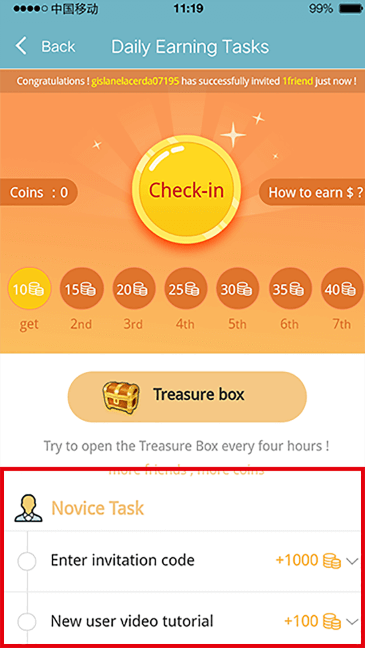 中国移动 11:19 99%
Back Daily Earning Tasks
Congratulations ! gislanelacerda07195 has successfully invited 1friend just now !
Coins : 0 Check-in How to earn $ ?
10 15 20 25 30 35 40
get 2nd 3rd 4th 5th 6th 7th
Treasure box
Try to open the Treasure Box every four hours !
more friends , more coins
Novice Task
Enter invitation code +1000
New user video tutorial +100